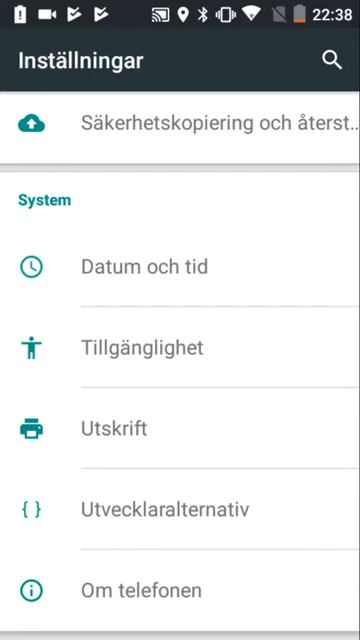 22:38
Inställningar
Säkerhetskopiering och återst...
System
Datum och tid
Tillgänglighet
Utskrift
{ } Utvecklaralternativ
Om telefonen